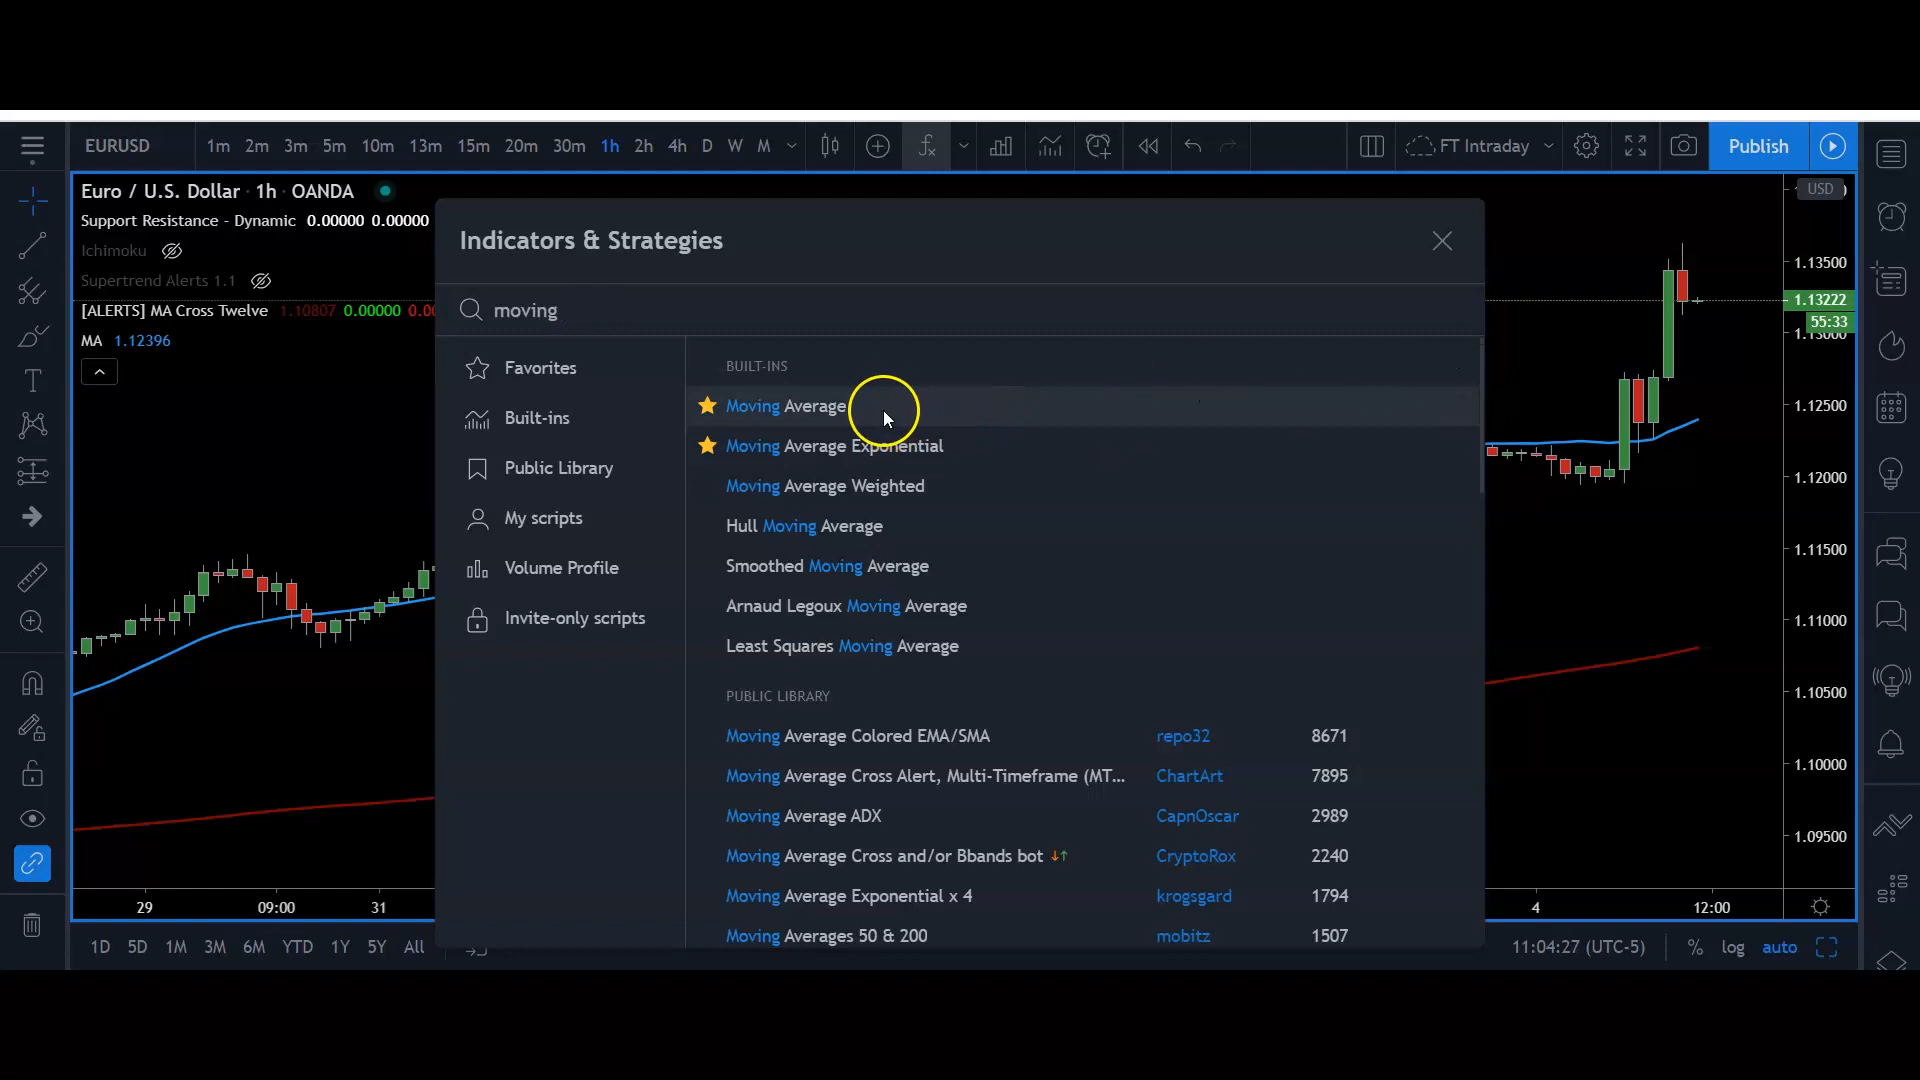 EURUSD 1m 2m 3m 5m 10m 13m 15m 20m 30m 1h 2h 4h D W M FT Intraday Publish
Euro / U.S. Dollar · 1h · OANDA
USD
Support Resistance - Dynamic 0.00000 0.00000
Ichimoku
Supertrend Alerts 1.1
[ALERTS] MA Cross Twelve 1.10807 0.00000
MA 1.12396
Indicators & Strategies
moving
Favorites
Built-ins
Public Library
My scripts
Volume Profile
Invite-only scripts
BUILT-INS
Moving Average
Moving Average Exponential
Moving Average Weighted
Hull Moving Average
Smoothed Moving Average
Arnaud Legoux Moving Average
Least Squares Moving Average
PUBLIC LIBRARY
Moving Average Colored EMA/SMA repo32 8671
Moving Average Cross Alert, Multi-Timeframe (MT... ChartArt 7895
Moving Average ADX CapnOscar 2989
Moving Average Cross and/or Bbands bot CryptoRox 2240
Moving Average Exponential x 4 krogsgard 1794
Moving Averages 50 & 200 mobitz 1507
1.13500
1.13222
55:33
1.12500
1.12000
1.11500
1.11000
1.10500
1.10000
1.09500
29 09:00 31 4 12:00
1D 5D 1M 3M 6M YTD 1Y 5Y All 11:04:27 (UTC-5) % log auto